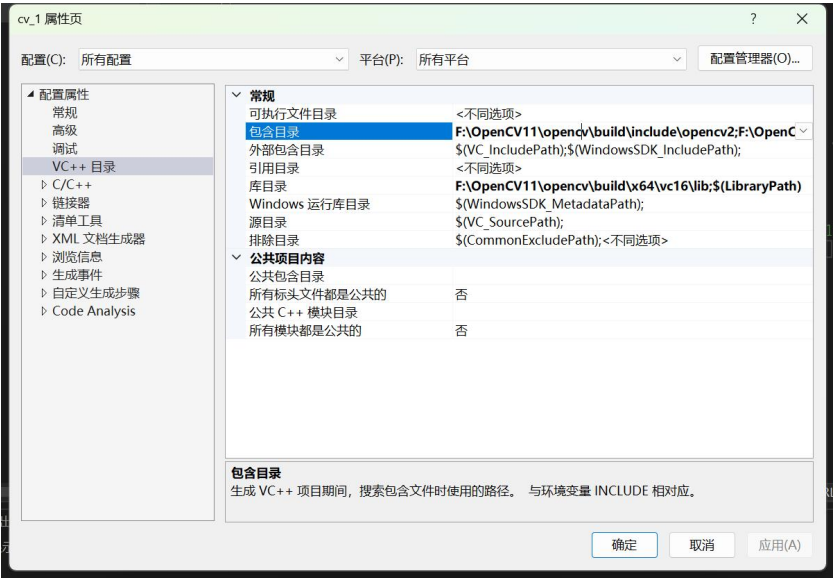 cv_1 属性页
? ×
配置(C): 所有配置 平台(P): 所有平台 配置管理器(O)...
配置属性
常规
高级
调试
VC++ 目录
C/C++
链接器
清单工具
XML 文档生成器
浏览信息
生成事件
自定义生成步骤
Code Analysis
常规
可执行文件目录 <不同选项>
包含目录 F:\OpenCV11\opencv\build\include\opencv2;F:\OpenC
外部包含目录 $(VC_IncludePath);$(WindowsSDK_IncludePath);
引用目录 <不同选项>
库目录 F:\OpenCV11\opencv\build\x64\vc16\lib;$(LibraryPath)
Windows 运行库目录 $(WindowsSDK_MetadataPath);
源目录 $(VC_SourcePath);
排除目录 $(CommonExcludePath);<不同选项>
公共项目内容
公共包含目录
所有标头文件都是公共的 否
公共 C++ 模块目录
所有模块都是公共的 否
包含目录
生成 VC++ 项目期间，搜索包含文件时使用的路径。 与环境变量 INCLUDE 相对应。
确定 取消 应用(A)